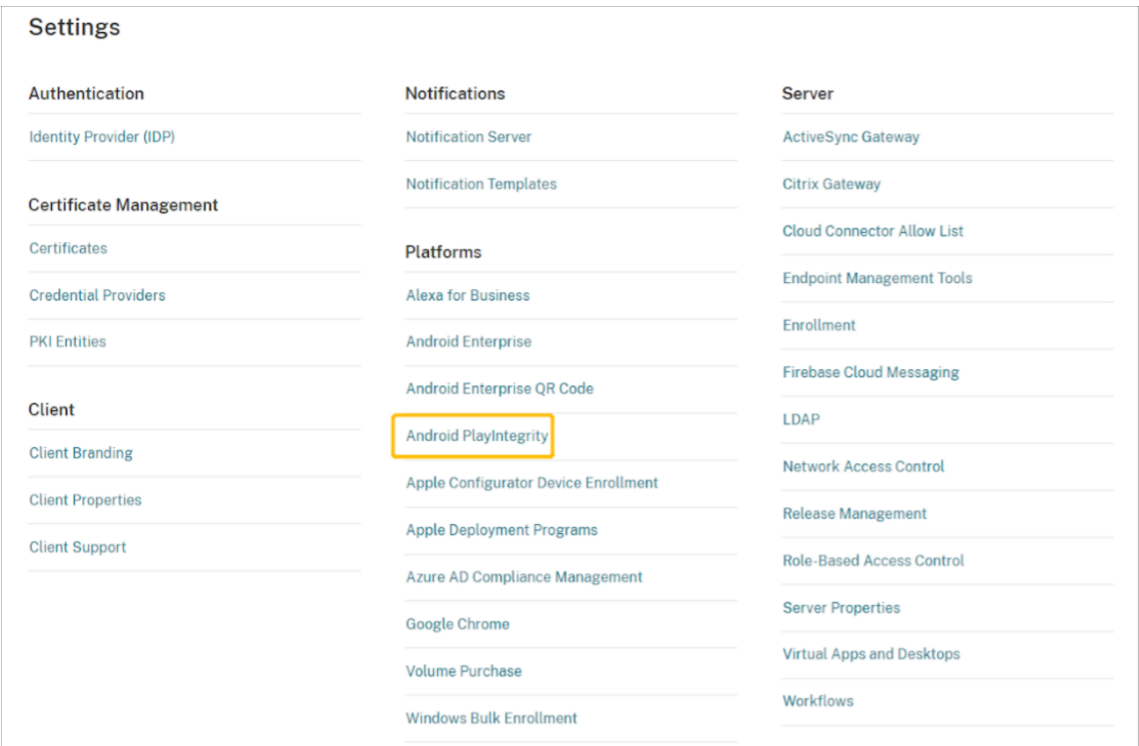 Settings
Authentication
Identity Provider (IDP)
Certificate Management
Certificates
Credential Providers
PKI Entities
Client
Client Branding
Client Properties
Client Support
Notifications
Notification Server
Notification Templates
Platforms
Alexa for Business
Android Enterprise
Android Enterprise QR Code
Android PlayIntegrity
Apple Configurator Device Enrollment
Apple Deployment Programs
Azure AD Compliance Management
Google Chrome
Volume Purchase
Windows Bulk Enrollment
Server
ActiveSync Gateway
Citrix Gateway
Cloud Connector Allow List
Endpoint Management Tools
Enrollment
Firebase Cloud Messaging
LDAP
Network Access Control
Release Management
Role-Based Access Control
Server Properties
Virtual Apps and Desktops
Workflows